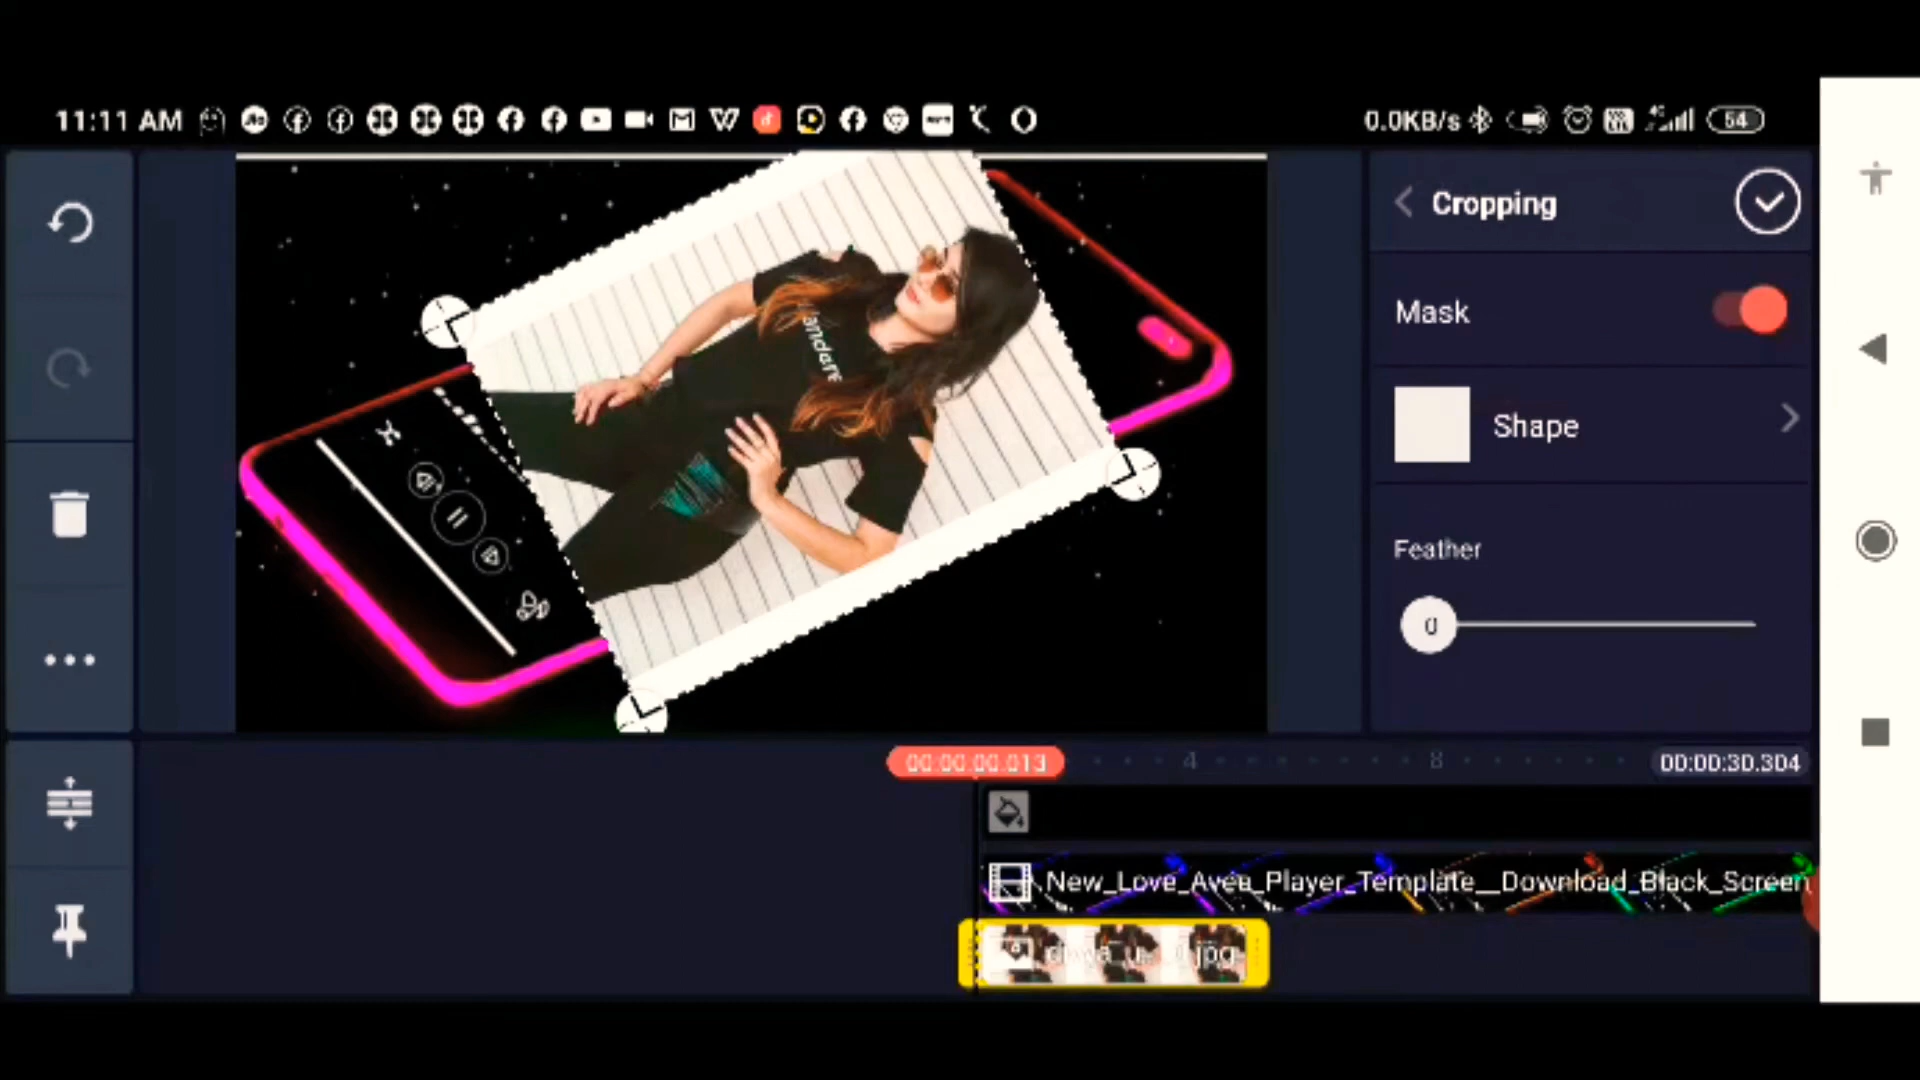 11:11 AM
0.0KB/s
54
Cropping
Mask
Shape
Feather
0
00:00:00.013
4
8
00:00:30.304
New_Love_Avee_Player_Template__Download_Black_Screen
.jpg